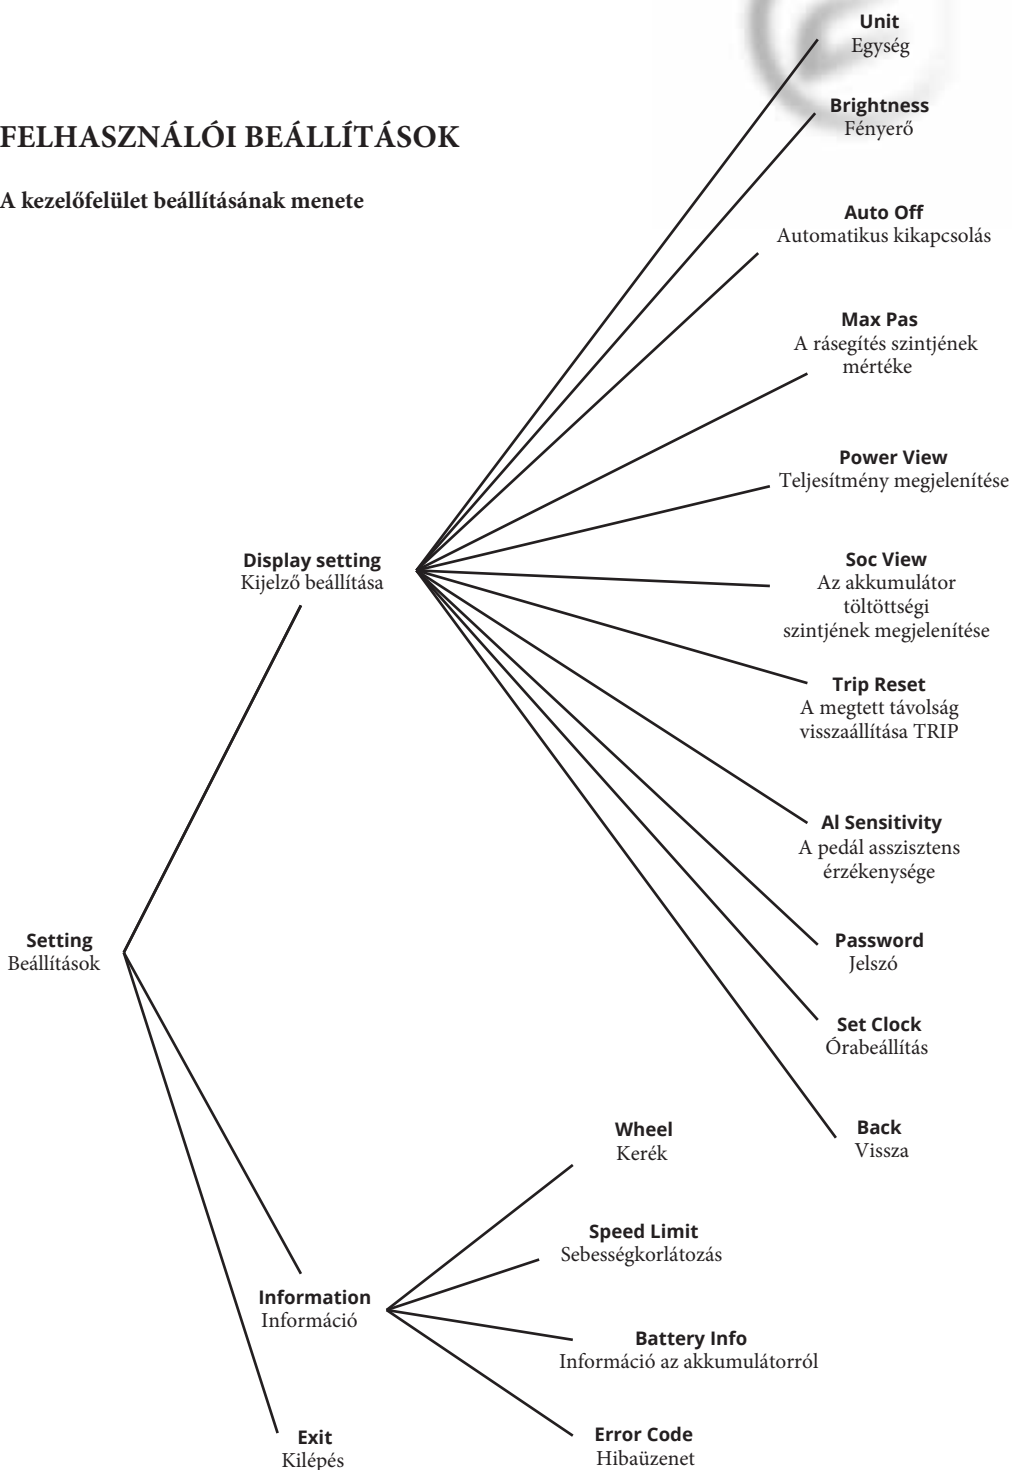 FELHASZNÁLÓI BEÁLLÍTÁSOK
A kezelőfelület beállításának menete
Setting
Beállítások
Display setting
Kijelző beállítása
Unit
Egység
Brightness
Fényerő
Auto Off
Automatikus kikapcsolás
Max Pas
A rásegítés szintjének
mértéke
Power View
Teljesítmény megjelenítése
Soc View
Az akkumulátor
töltöttségi
szintjének megjelenítése
Trip Reset
A megtett távolság
visszaállítása TRIP
Al Sensitivity
A pedál asszisztens
érzékenysége
Password
Jelszó
Set Clock
Órabeállítás
Back
Vissza
Information
Információ
Wheel
Kerék
Speed Limit
Sebességkorlátozás
Battery Info
Információ az akkumulátorról
Error Code
Hibaüzenet
Exit
Kilépés